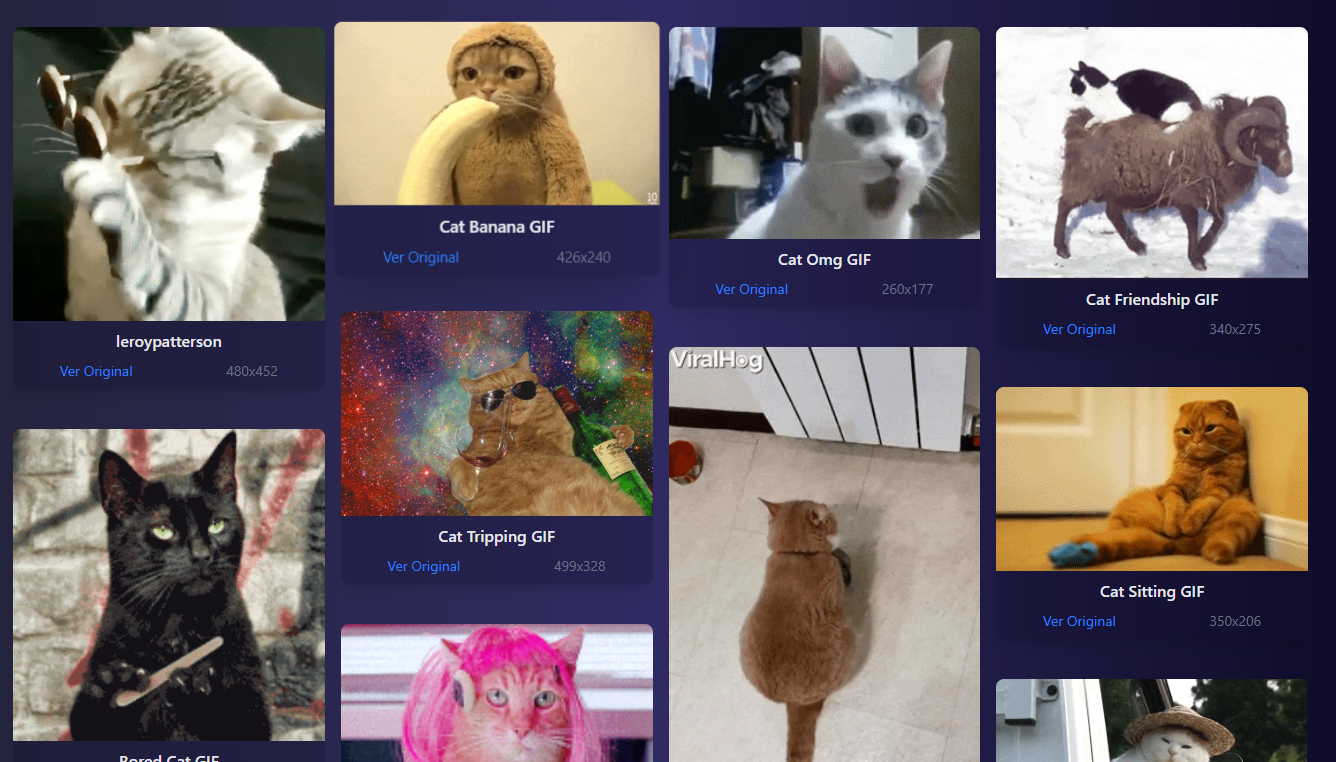 leroypatterson
Ver Original 480x452
Bored Cat GIF
10
Cat Banana GIF
Ver Original 426x240
Cat Tripping GIF
Ver Original 499x328
Cat Omg GIF
Ver Original 260x177
ViralHog
Cat Friendship GIF
Ver Original 340x275
Cat Sitting GIF
Ver Original 350x206